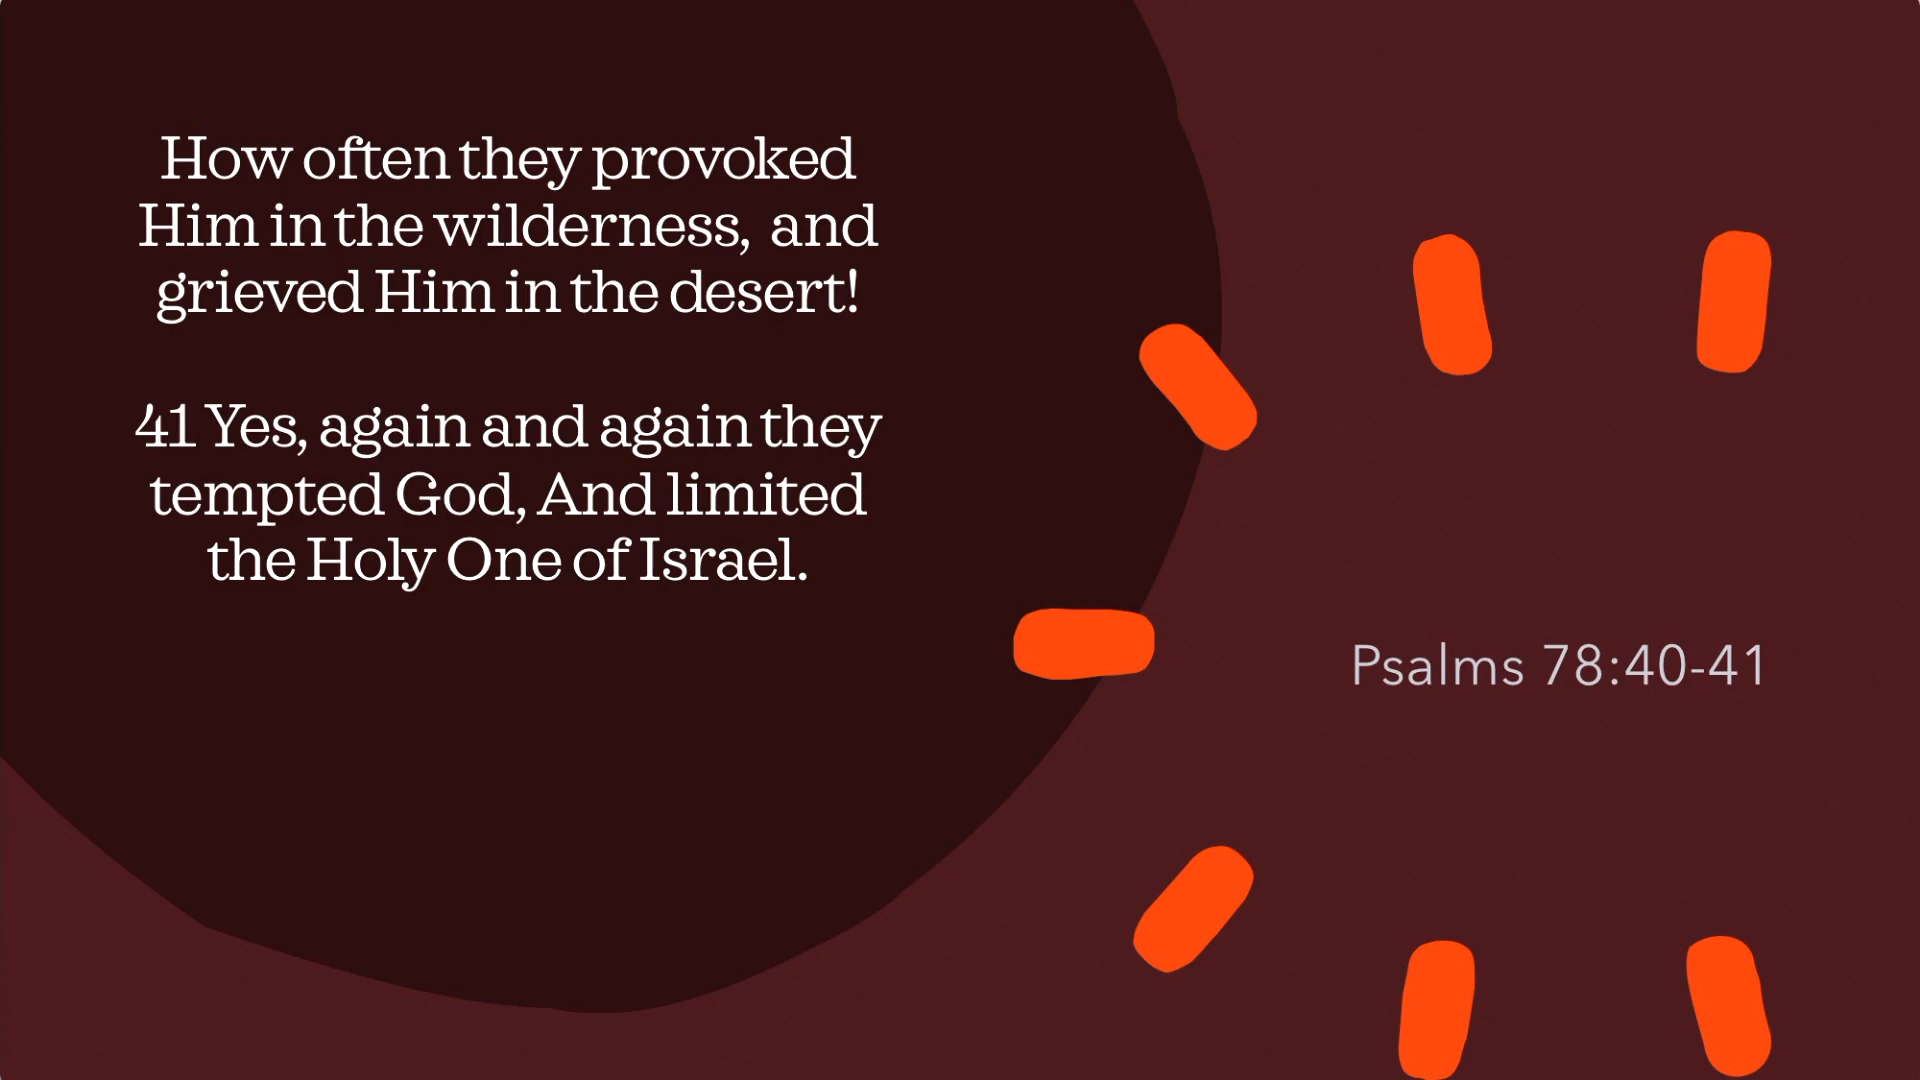 How often they provoked
Him in the wilderness, and
grieved Him in the desert!
41 Yes, again and again they
tempted God, And limited
the Holy One of Israel.
Psalms 78:40-41